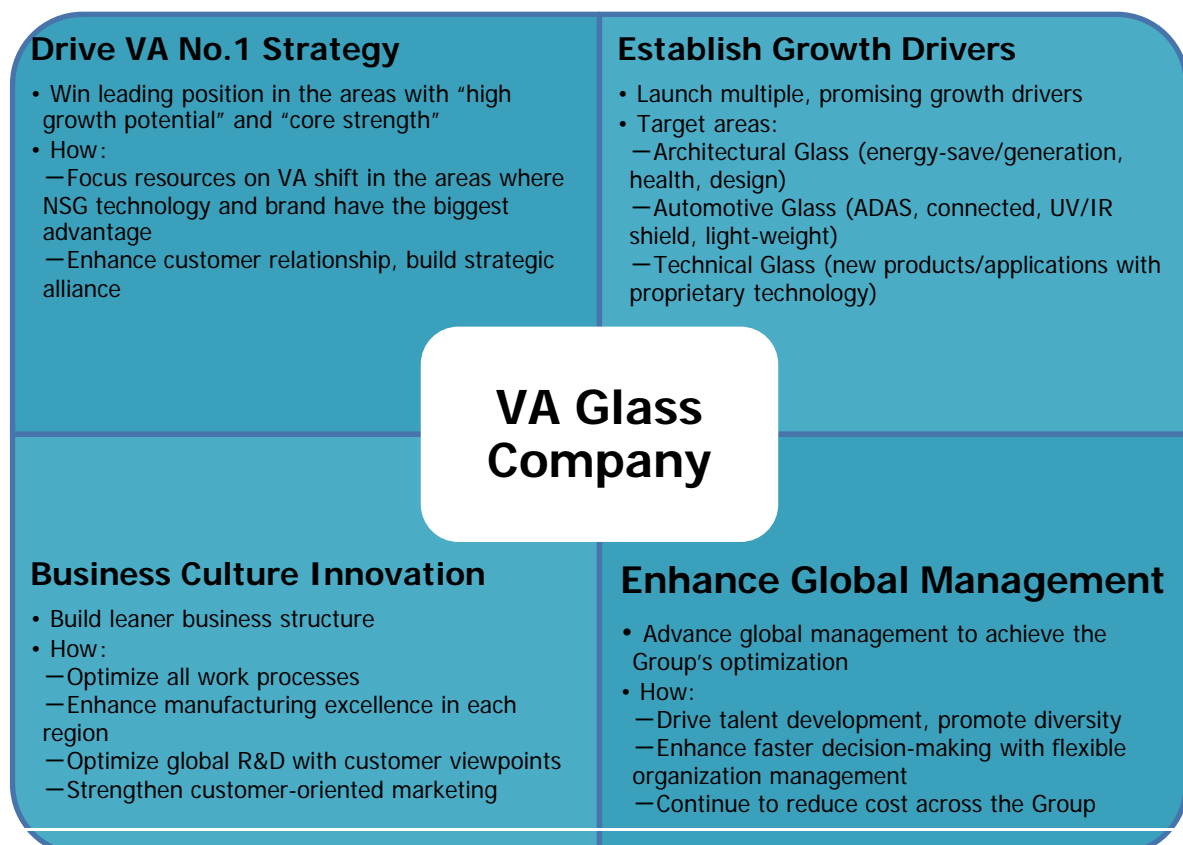 Drive VA No.1 Strategy
• Win leading position in the areas with “high
growth potential” and “core strength”
• How:
—Focus resources on VA shift in the areas where
NSG technology and brand have the biggest
advantage
—Enhance customer relationship, build strategic
alliance
Establish Growth Drivers
• Launch multiple, promising growth drivers
• Target areas:
—Architectural Glass (energy-save/generation,
health, design)
—Automotive Glass (ADAS, connected, UV/IR
shield, light-weight)
—Technical Glass (new products/applications with
proprietary technology)
VA Glass
Company
Business Culture Innovation
• Build leaner business structure
• How:
—Optimize all work processes
—Enhance manufacturing excellence in each
region
—Optimize global R&D with customer viewpoints
—Strengthen customer-oriented marketing
Enhance Global Management
• Advance global management to achieve the
Group’s optimization
• How:
—Drive talent development, promote diversity
—Enhance faster decision-making with flexible
organization management
—Continue to reduce cost across the Group